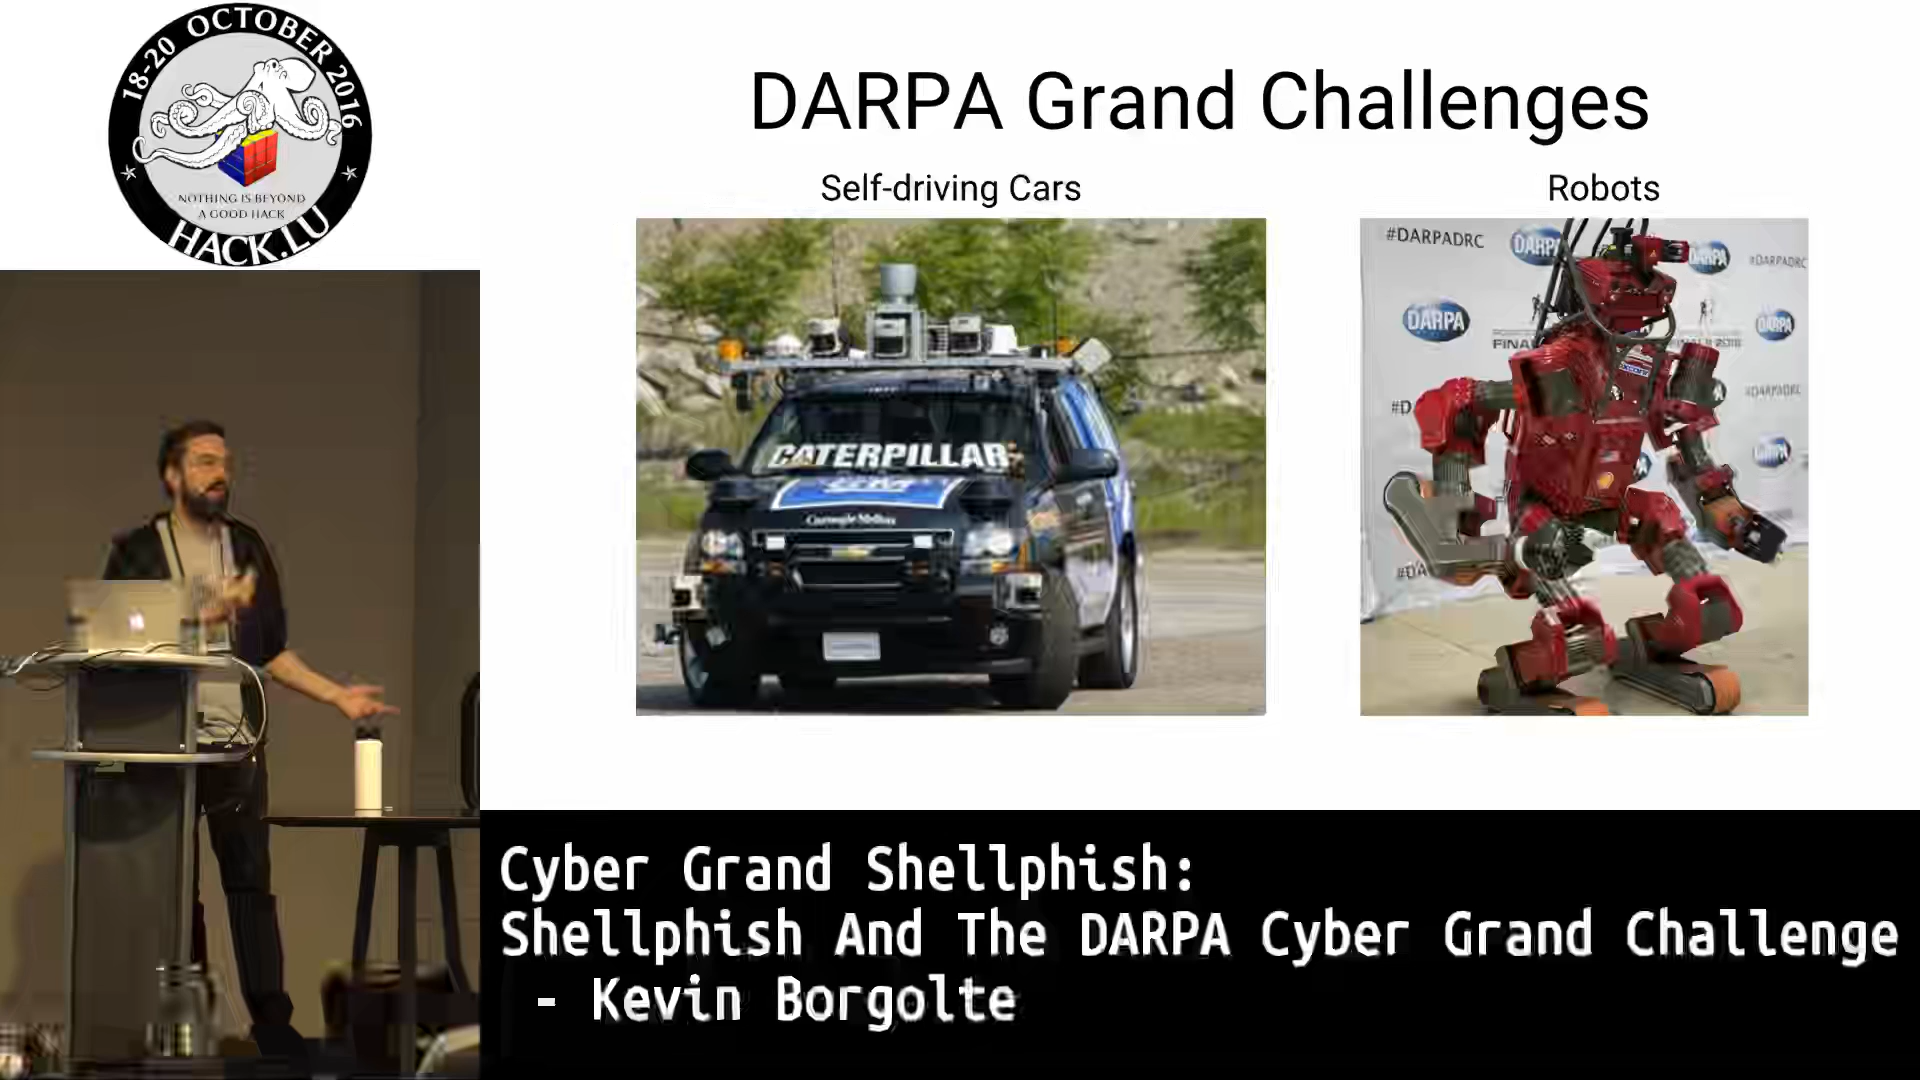 18-20 OCTOBER 2016
NOTHING IS BEYOND
A GOOD HACK
HACK.LU
DARPA Grand Challenges
Self-driving Cars
Robots
CATERPILLAR
GM
Carnegie Mellon
#DARPADRC
DARPA
DARPA
#DARPADRC
DARPA
DARPA
#DARPADRC
#D
#DA
Cyber Grand Shellphish:
Shellphish And The DARPA Cyber Grand Challenge
- Kevin Borgolte